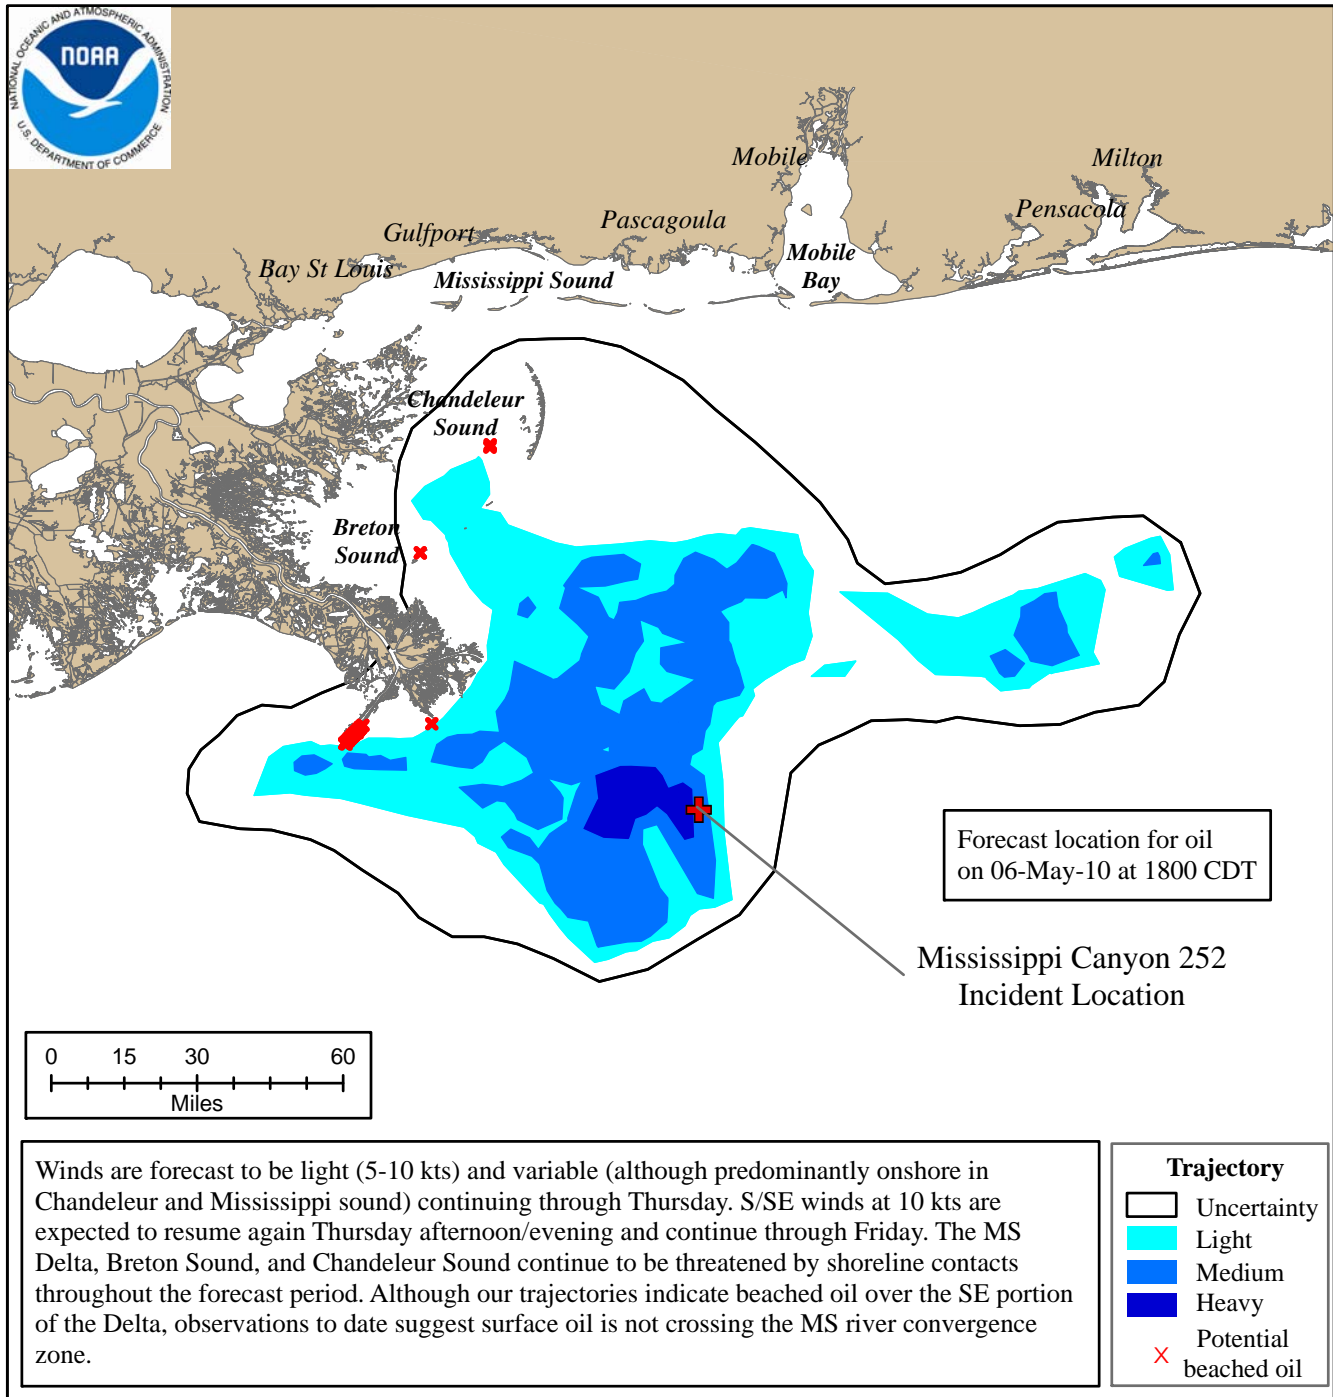 NATIONAL OCEANIC AND ATMOSPHERIC ADMINISTRATION
NOAA
U.S. DEPARTMENT OF COMMERCE
Mobile
Milton
Pensacola
Pascagoula
Gulfport
Mobile
Bay
Bay St Louis
Mississippi Sound
Chandeleur
Sound
Breton
Sound
Forecast location for oil
on 06-May-10 at 1800 CDT
Mississippi Canyon 252
Incident Location
0 15 30 60
Miles
Winds are forecast to be light (5-10 kts) and variable (although predominantly onshore in
Chandeleur and Mississippi sound) continuing through Thursday. S/SE winds at 10 kts are
expected to resume again Thursday afternoon/evening and continue through Friday. The MS
Delta, Breton Sound, and Chandeleur Sound continue to be threatened by shoreline contacts
throughout the forecast period. Although our trajectories indicate beached oil over the SE portion
of the Delta, observations to date suggest surface oil is not crossing the MS river convergence
zone.
Trajectory
Uncertainty
Light
Medium
Heavy
Potential
beached oil